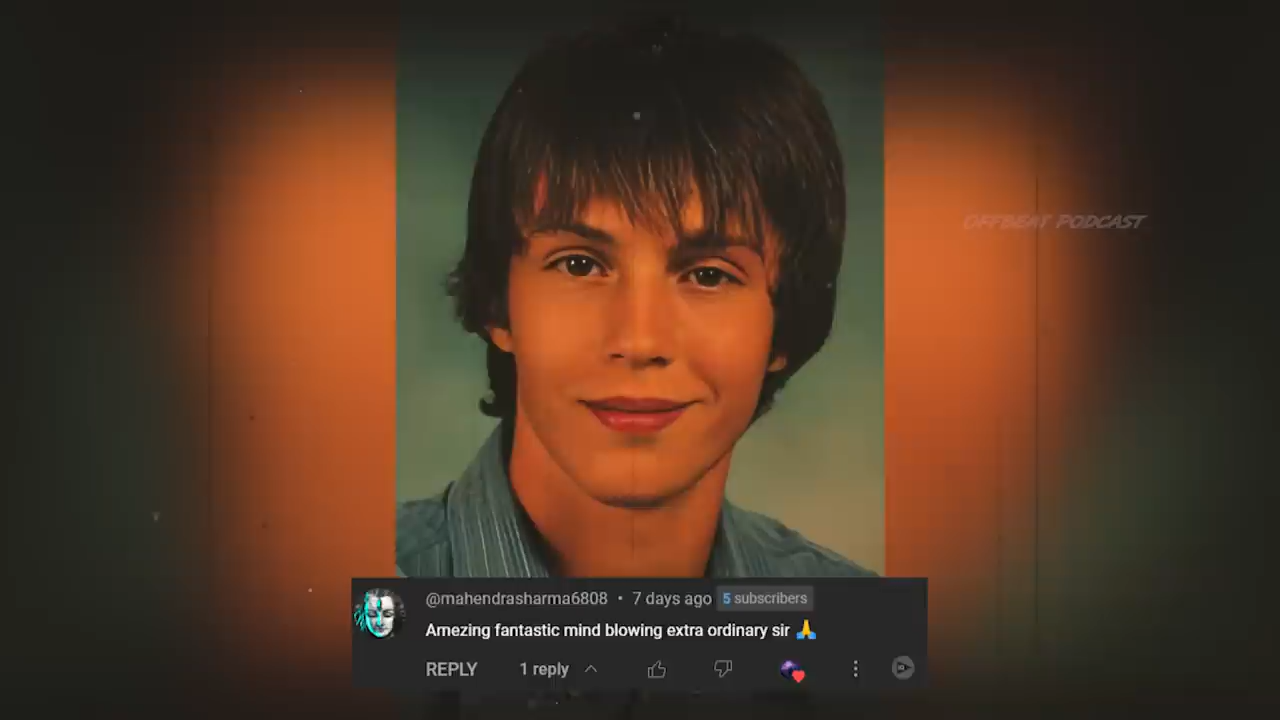 OFFBEAT PODCAST
@mahendrasharma6808 • 7 days ago 5 subscribers
Amezing fantastic mind blowing extra ordinary sir 🙏
REPLY 1 reply